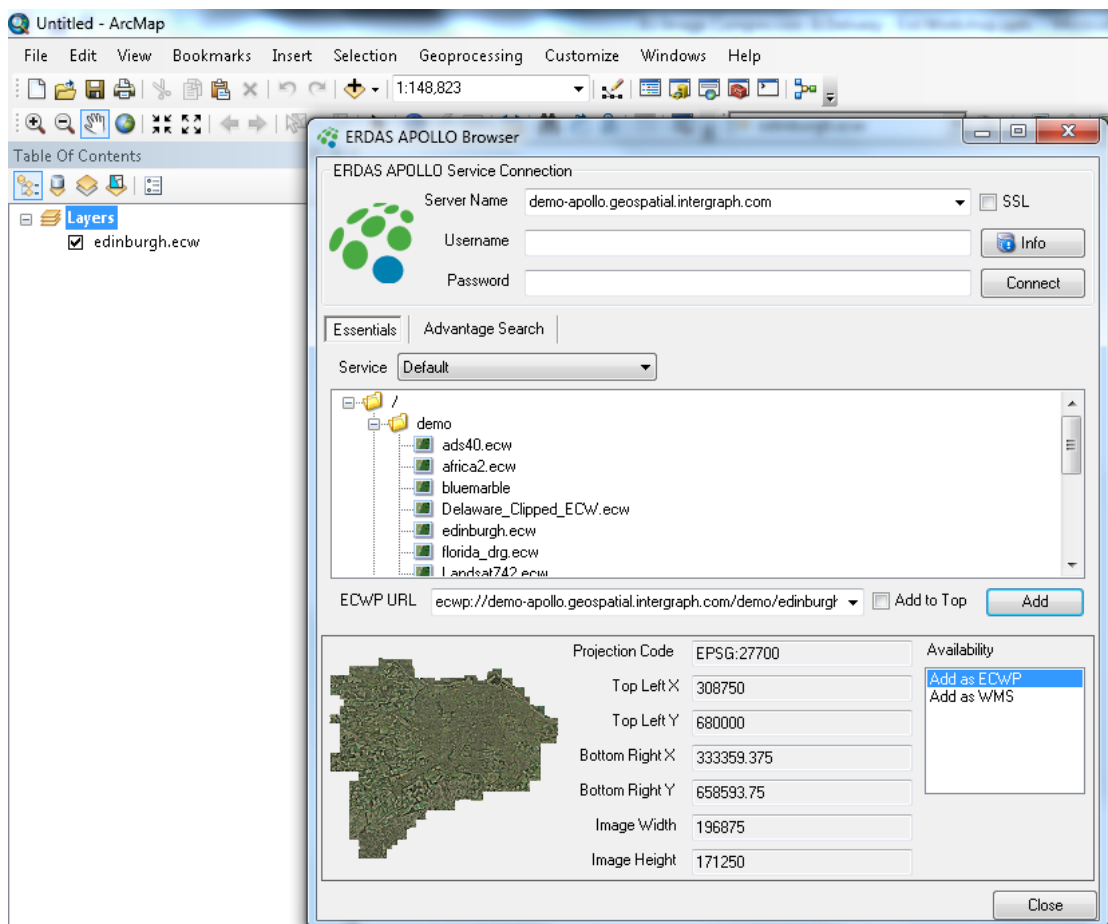 Untitled - ArcMap
File Edit View Bookmarks Insert Selection Geoprocessing Customize Windows Help
1:148,823
Table Of Contents
Layers
edinburgh.ecw
ERDAS APOLLO Browser
ERDAS APOLLO Service Connection
Server Name demo-apollo.geospatial.intergraph.com SSL
Username Info
Password Connect
Essentials Advantage Search
Service Default
/
demo
ads40.ecw
africa2.ecw
bluemarble
Delaware_Clipped_ECW.ecw
edinburgh.ecw
florida_drg.ecw
Landsat742.ecw
ECWP URL ecwp://demo-apollo.geospatial.intergraph.com/demo/edinburgh Add to Top Add
Projection Code EPSG:27700 Availability
Top Left X 308750 Add as ECWP
Add as WMS
Top Left Y 680000
Bottom Right X 333359.375
Bottom Right Y 658593.75
Image Width 196875
Image Height 171250
Close